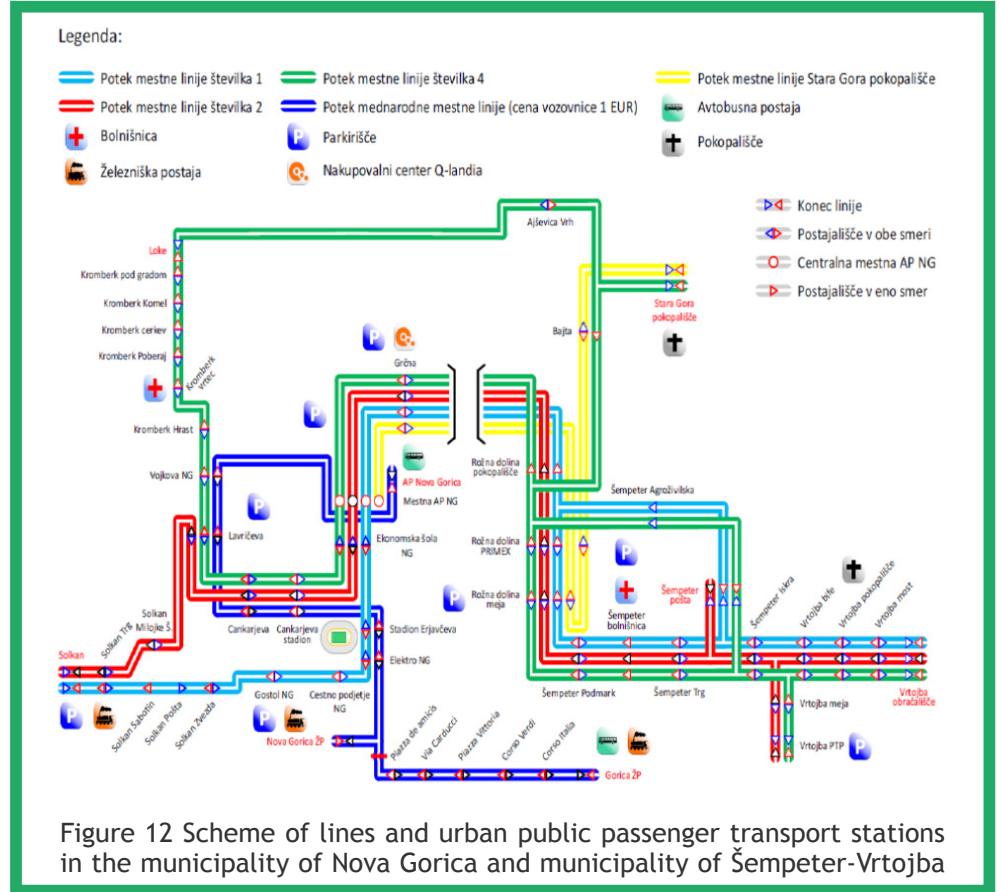 Legenda:
Potek mestne linije številka 1
Potek mestne linije številka 4
Potek mestne linije Stara Gora pokopališče
Potek mestne linije številka 2
Potek mednarodne mestne linije (cena vozovnice 1 EUR)
Avtobusna postaja
Bolnišnica
Parkirišče
Pokopališče
Železniška postaja
Nakupovalni center Q-landia
Konec linije
Postajališče v obe smeri
Centralna mestna AP NG
Postajališče v eno smer
Ajševica Vrh
Loke
Kromberk pod gradom
Kromberk Komel
Kromberk cerkev
Kromberk Poberaj
Kromberk
vrtec
Kromberk Hrast
Vojkova NG
Lavričeva
Stara Gora
pokopališče
Bajta
Grčna
P
P
P
P
P
P
P
P
P
AP Nova Gorica
Mestna AP NG
Ekonomska šola
NG
Rožna dolina
pokopališče
Rožna dolina
PRIMEX
Rožna dolina
meja
Šempeter Agroživilska
Šempeter
bolnišnica
Šempeter
pošta
Šempeter Iskra
Vrtojba bife
Vrtojba pokopališče
Vrtojba most
Solkan
Solkan Trg
Solkan
Milojke Š.
Cankarjeva
Cankarjeva
stadion
Stadion Erjavčeva
Elektro NG
Solkan Sabotin
Solkan Pošta
Solkan Zvezda
Gostol NG
Cestno podjetje
NG
Nova Gorica ŽP
Piazza de amicis
Via Carducci
Piazza Vittoria
Corso Verdi
Corso Italia
Gorica ŽP
Šempeter Podmark
Šempeter Trg
Vrtojba meja
Vrtojba PTP
Vrtojba
obračališče
Figure 12 Scheme of lines and urban public passenger transport stations
in the municipality of Nova Gorica and municipality of Šempeter-Vrtojba